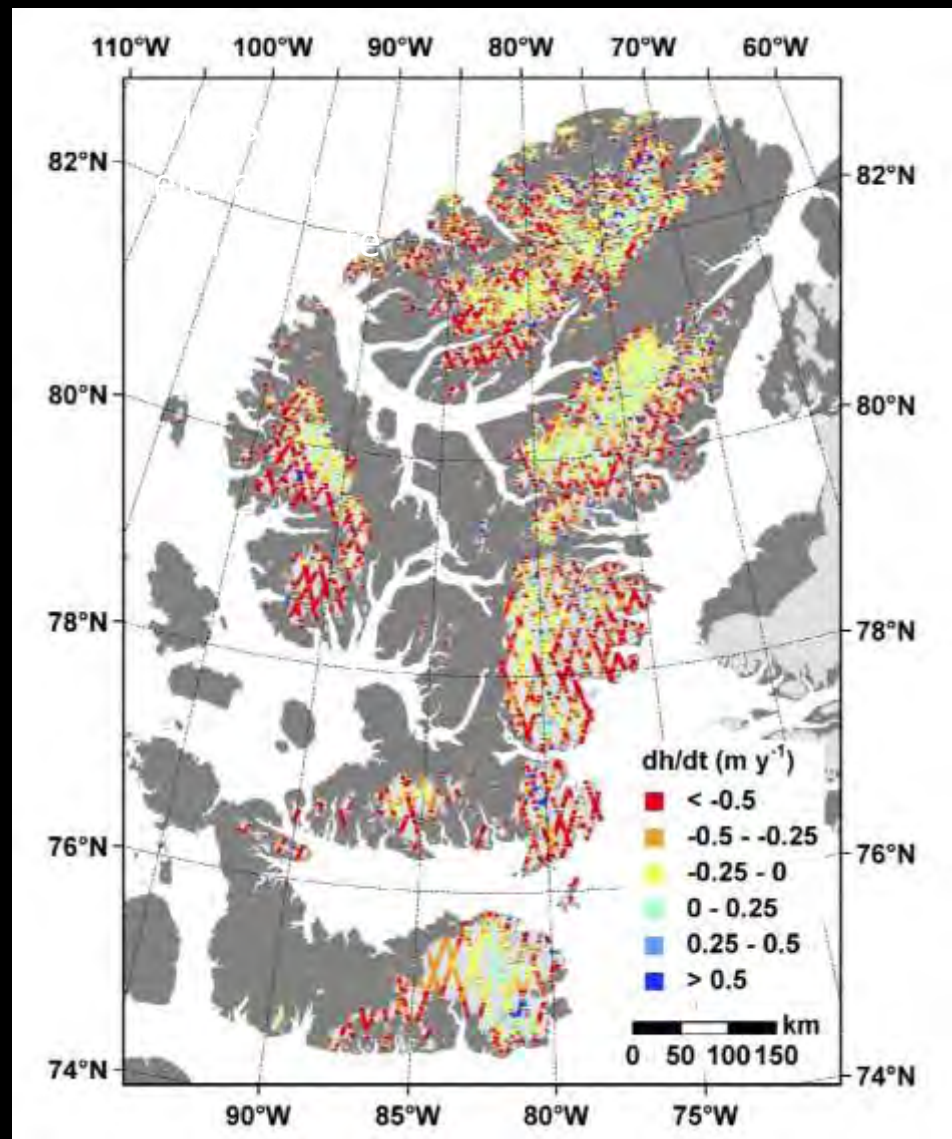 110°W 100°W 90°W 80°W 70°W 60°W
82°N 82°N
80°N 80°N
78°N 78°N
dh/dt (m y⁻¹)
< -0.5
-0.5 - -0.25
76°N 76°N
-0.25 - 0
0 - 0.25
0.25 - 0.5
> 0.5
km
0 50 100 150
74°N 74°N
90°W 85°W 80°W 75°W